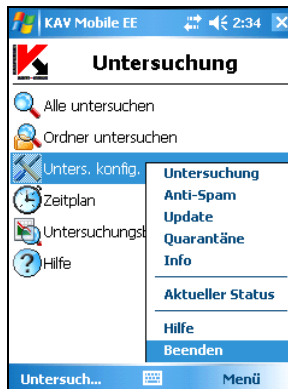 KAV Mobile EE 2:34
Untersuchung
Alle untersuchen
Ordner untersuchen
Unters. konfig.
Zeitplan
Hilfe
Untersuchung
Anti-Spam
Update
Quarantäne
Info
Aktueller Status
Hilfe
Beenden
Untersuch... Menü